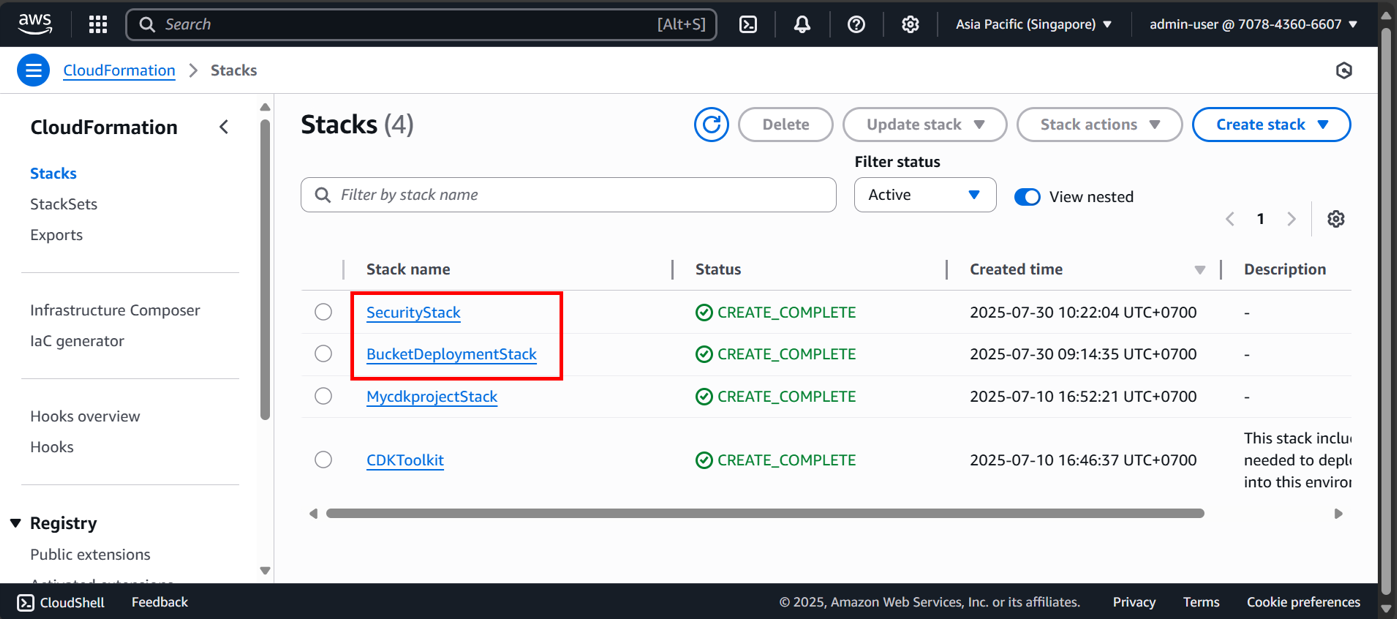 aws
Search [Alt+S] Asia Pacific (Singapore) admin-user @ 7078-4360-6607
CloudFormation Stacks
CloudFormation
Stacks
StackSets
Exports
Infrastructure Composer
IaC generator
Hooks overview
Hooks
Registry
Public extensions
Activated extensions
Stacks (4) Delete Update stack Stack actions Create stack
Filter status
Filter by stack name Active View nested
1
Stack name Status Created time Description
SecurityStack CREATE_COMPLETE 2025-07-30 10:22:04 UTC+0700 -
BucketDeploymentStack CREATE_COMPLETE 2025-07-30 09:14:35 UTC+0700 -
MycdkprojectStack CREATE_COMPLETE 2025-07-10 16:52:21 UTC+0700 -
This stack inclu
CDKToolkit CREATE_COMPLETE 2025-07-10 16:46:37 UTC+0700 needed to depl
into this enviror
CloudShell Feedback © 2025, Amazon Web Services, Inc. or its affiliates. Privacy Terms Cookie preferences